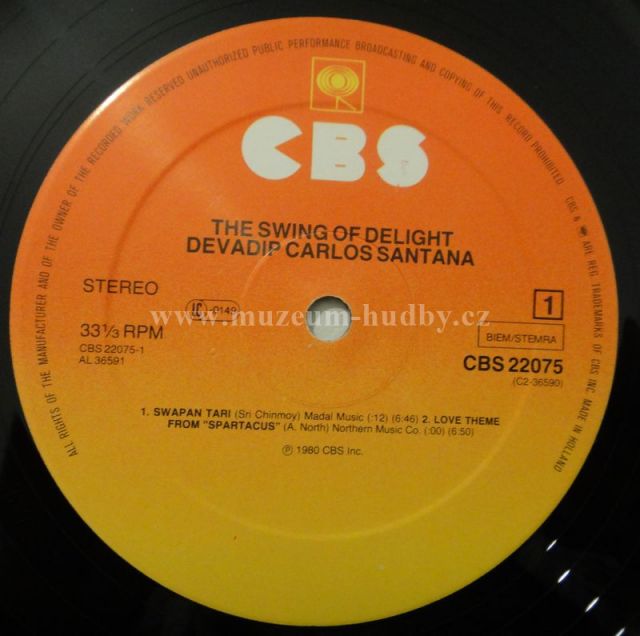 ALL RIGHTS OF THE MANUFACTURER AND OF THE OWNER OF THE RECORDED WORK RESERVED UNAUTHORIZED PUBLIC PERFORMANCE BROADCASTING AND COPYING OF THIS RECORD PROHIBITED
CBS & ARE REG. TRADEMARKS OF CBS INC. MADE IN HOLLAND
CBS
THE SWING OF DELIGHT
DEVADIP CARLOS SANTANA
STEREO
LC 0149
1
www.muzeum-hudby.cz
33⅓ RPM
BIEM/STEMRA
CBS 22075-1
AL 36591
CBS 22075
(C2-36590)
1. SWAPAN TARI (Sri Chinmoy) Madal Music (:12) (6:46) 2. LOVE THEME
FROM "SPARTACUS" (A. North) Northern Music Co. (:00) (6:50)
℗ 1980 CBS Inc.